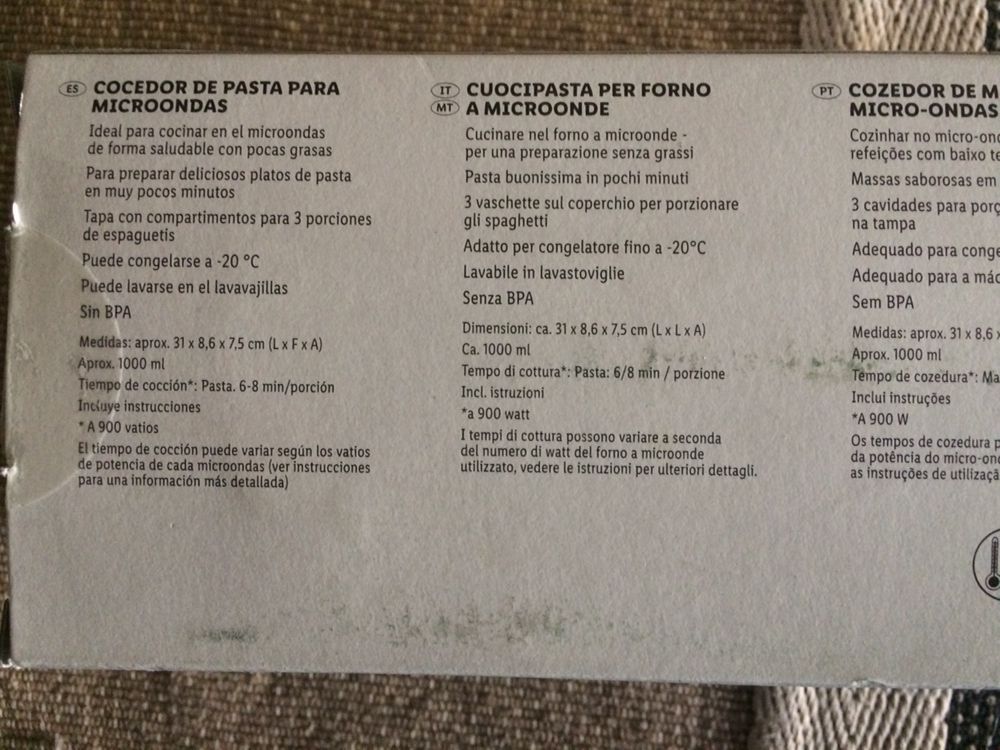 ES COCEDOR DE PASTA PARA
MICROONDAS
Ideal para cocinar en el microondas
de forma saludable con pocas grasas
Para preparar deliciosos platos de pasta
en muy pocos minutos
Tapa con compartimentos para 3 porciones
de espaguetis
Puede congelarse a -20 °C
Puede lavarse en el lavavajillas
Sin BPA
Medidas: aprox. 31 x 8,6 x 7,5 cm (L x F x A)
Aprox. 1000 ml
Tiempo de cocción*: Pasta. 6-8 min/porción
Incluye instrucciones
* A 900 vatios
El tiempo de cocción puede variar según los vatios
de potencia de cada microondas (ver instrucciones
para una información más detallada)
IT CUOCIPASTA PER FORNO
MT A MICROONDE
Cucinare nel forno a microonde -
per una preparazione senza grassi
Pasta buonissima in pochi minuti
3 vaschette sul coperchio per porzionare
gli spaghetti
Adatto per congelatore fino a -20°C
Lavabile in lavastoviglie
Senza BPA
Dimensioni: ca. 31 x 8,6 x 7,5 cm (L x L x A)
Ca. 1000 ml
Tempo di cottura*: Pasta: 6/8 min / porzione
Incl. istruzioni
*a 900 watt
I tempi di cottura possono variare a seconda
del numero di watt del forno a microonde
utilizzato, vedere le istruzioni per ulteriori dettagli.
PT COZEDOR DE M
MICRO-ONDAS
Cozinhar no micro-ond
refeições com baixo te
Massas saborosas em
3 cavidades para porç
na tampa
Adequado para conge
Adequado para a máq
Sem BPA
Medidas: aprox. 31 x 8,6 x
Aprox. 1000 ml
Tempo de cozedura*: Ma
Inclui instruções
*A 900 W
Os tempos de cozedura p
da potência do micro-ond
as instruções de utilizaçã